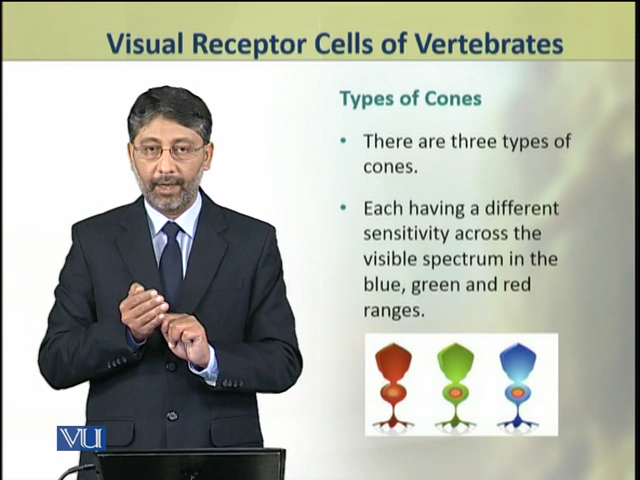 Visual Receptor Cells of Vertebrates
Types of Cones
• There are three types of
cones.
• Each having a different
sensitivity across the
visible spectrum in the
blue, green and red
ranges.
VU